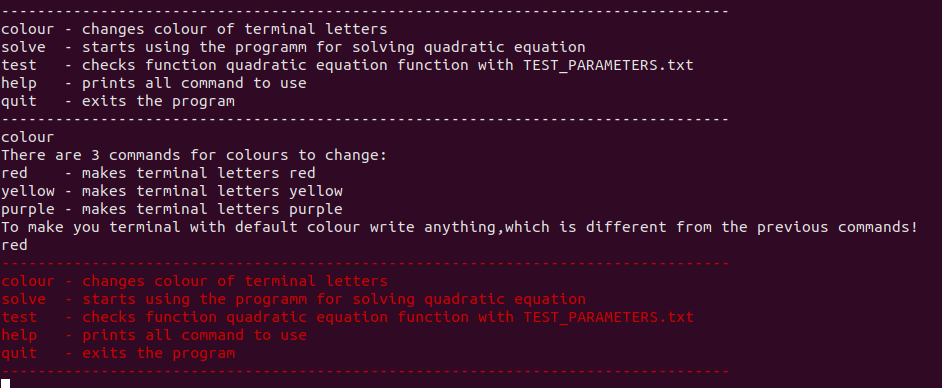 ---------------------------------------------------------------------------------
colour - changes colour of terminal letters
solve  - starts using the programm for solving quadratic equation
test   - checks function quadratic equation function with TEST_PARAMETERS.txt
help   - prints all command to use
quit   - exits the program
---------------------------------------------------------------------------------
colour
There are 3 commands for colours to change:
red    - makes terminal letters red
yellow - makes terminal letters yellow
purple - makes terminal letters purple
To make you terminal with default colour write anything,which is different from the previous commands!
red
---------------------------------------------------------------------------------
colour - changes colour of terminal letters
solve  - starts using the programm for solving quadratic equation
test   - checks function quadratic equation function with TEST_PARAMETERS.txt
help   - prints all command to use
quit   - exits the program
---------------------------------------------------------------------------------